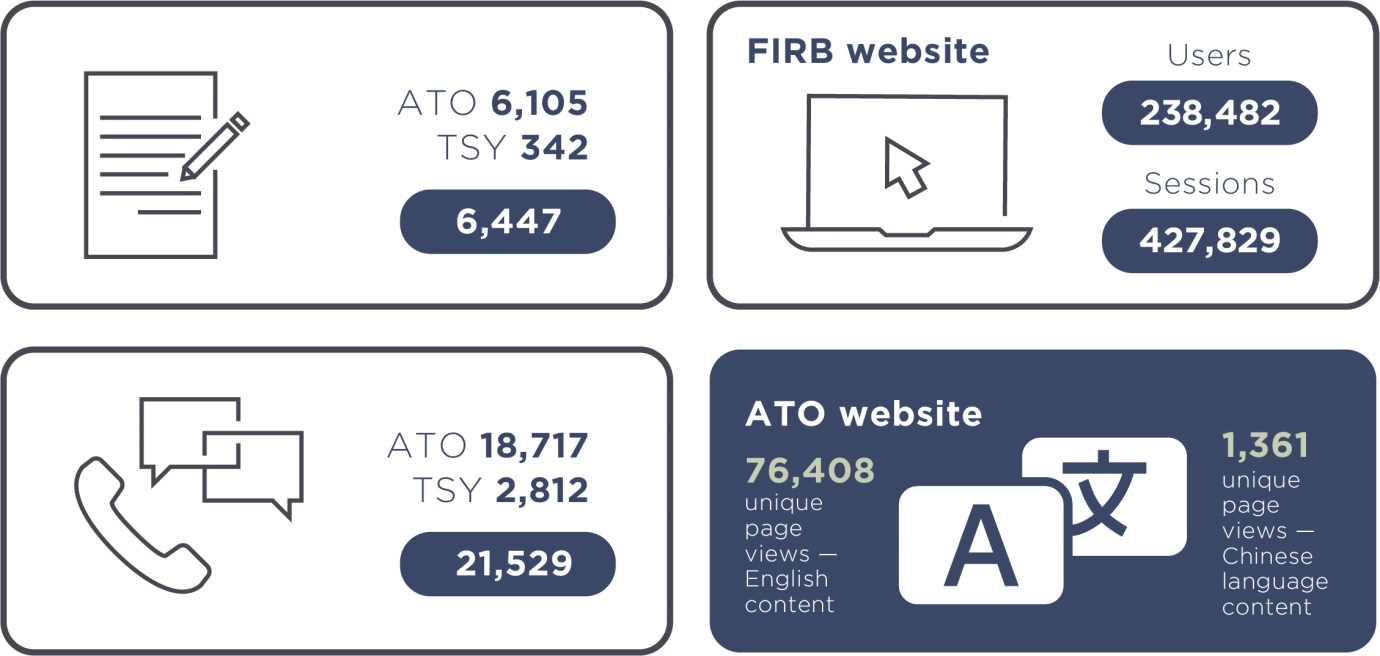 ATO 6,105
TSY 342
6,447
FIRB website
Users
238,482
Sessions
427,829
ATO 18,717
TSY 2,812
21,529
ATO website
76,408
unique
page
views —
English
content
A
文
1,361
unique
page
views —
Chinese
language
content